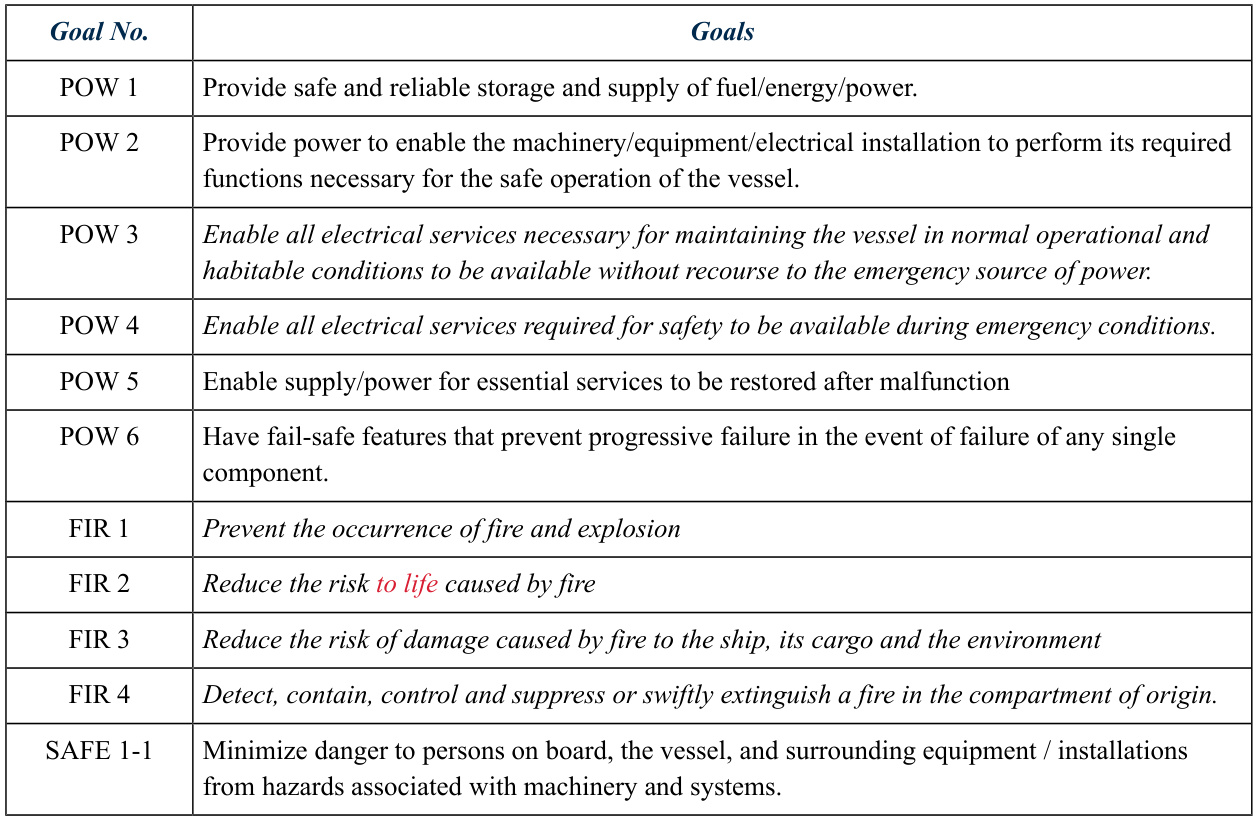 Goal No. Goals
POW 1 Provide safe and reliable storage and supply of fuel/energy/power.
POW 2 Provide power to enable the machinery/equipment/electrical installation to perform its required
functions necessary for the safe operation of the vessel.
POW 3 Enable all electrical services necessary for maintaining the vessel in normal operational and
habitable conditions to be available without recourse to the emergency source of power.
POW 4 Enable all electrical services required for safety to be available during emergency conditions.
POW 5 Enable supply/power for essential services to be restored after malfunction
POW 6 Have fail-safe features that prevent progressive failure in the event of failure of any single
component.
FIR 1 Prevent the occurrence of fire and explosion
FIR 2 Reduce the risk to life caused by fire
FIR 3 Reduce the risk of damage caused by fire to the ship, its cargo and the environment
FIR 4 Detect, contain, control and suppress or swiftly extinguish a fire in the compartment of origin.
SAFE 1-1 Minimize danger to persons on board, the vessel, and surrounding equipment / installations
from hazards associated with machinery and systems.